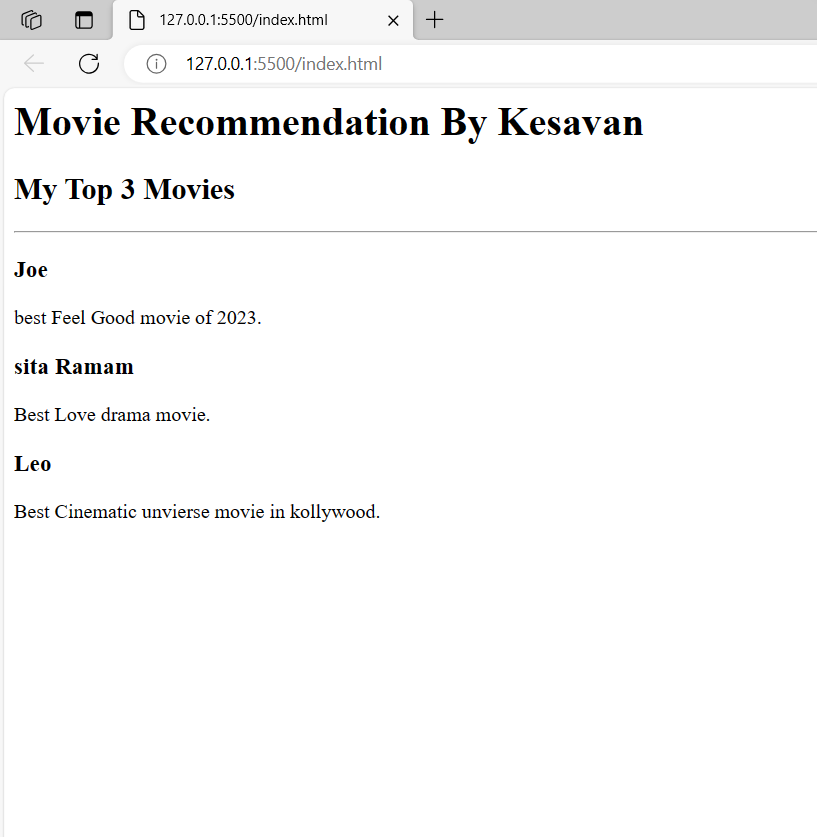 127.0.0.1:5500/index.html
127.0.0.1:5500/index.html
Movie Recommendation By Kesavan
My Top 3 Movies
Joe
best Feel Good movie of 2023.
sita Ramam
Best Love drama movie.
Leo
Best Cinematic unvierse movie in kollywood.